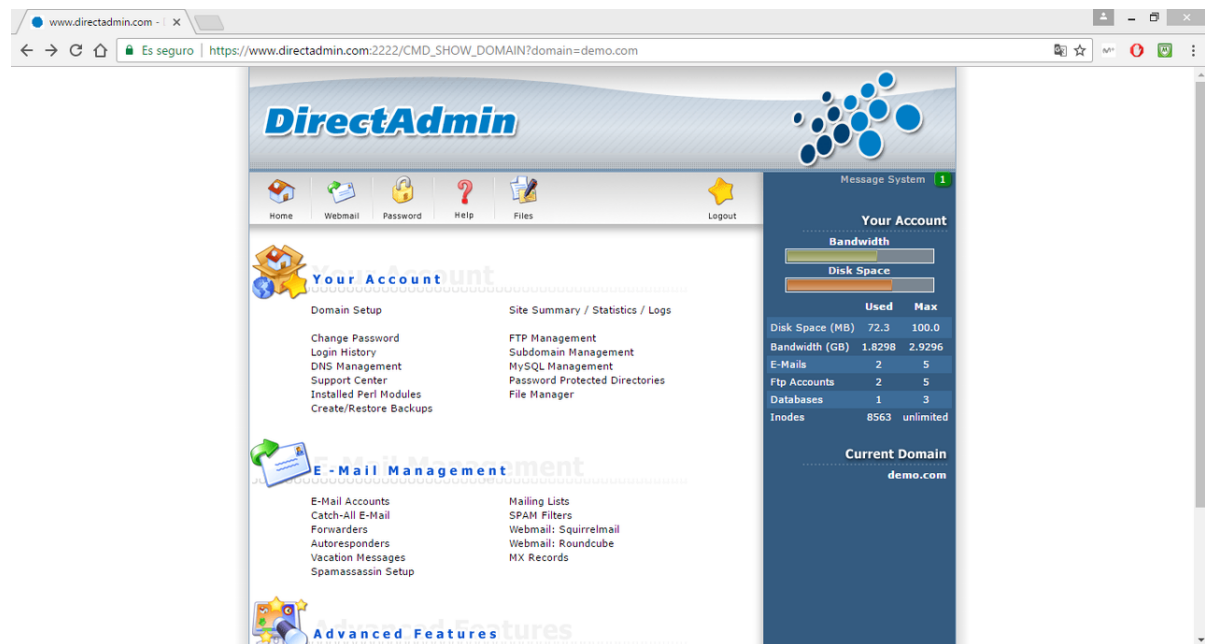 www.directadmin.com - 
Es seguro | https://www.directadmin.com:2222/CMD_SHOW_DOMAIN?domain=demo.com
DirectAdmin
Home Webmail Password Help Files Logout
Message System 1
Your Account
Bandwidth
Disk Space
Used Max
Disk Space (MB) 72.3 100.0
Bandwidth (GB) 1.8298 2.9296
E-Mails 2 5
Ftp Accounts 2 5
Databases 1 3
Inodes 8563 unlimited
Current Domain
demo.com
Your Account
Domain Setup
Site Summary / Statistics / Logs
Change Password
Login History
DNS Management
Support Center
Installed Perl Modules
Create/Restore Backups
FTP Management
Subdomain Management
MySQL Management
Password Protected Directories
File Manager
E-Mail Management
E-Mail Accounts
Catch-All E-Mail
Forwarders
Autoresponders
Vacation Messages
Spamassassin Setup
Mailing Lists
SPAM Filters
Webmail: Squirrelmail
Webmail: Roundcube
MX Records
Advanced Features